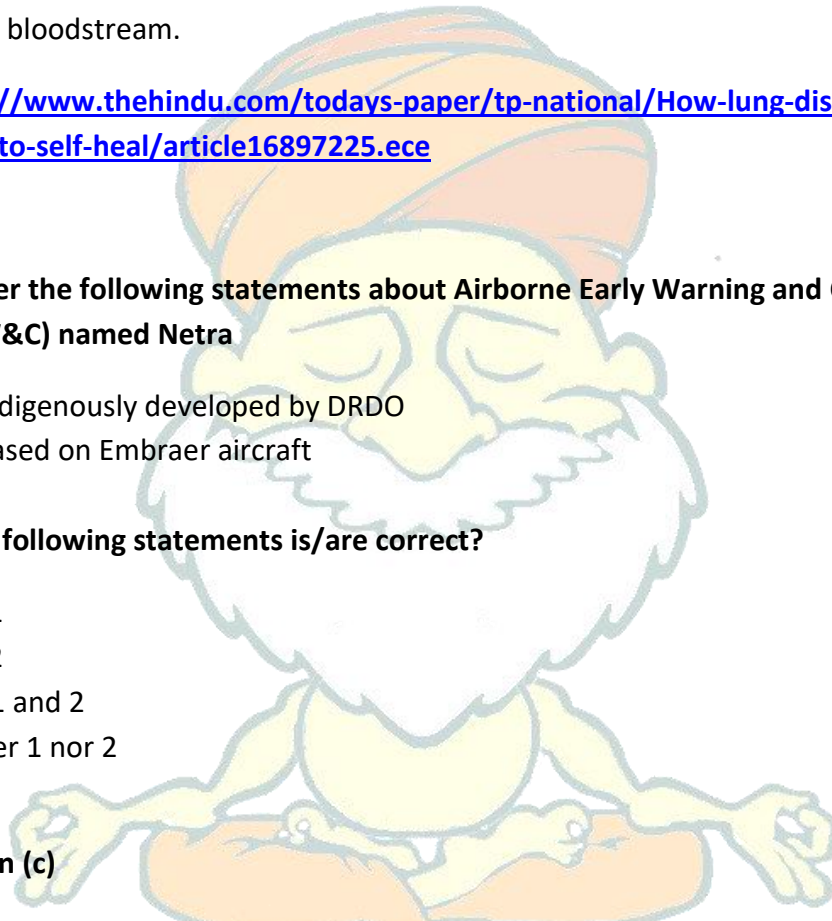 bloodstream.
//www.thehindu.com/todays-paper/tp-national/How-lung-dis
to-self-heal/article16897225.ece
er the following statements about Airborne Early Warning and
&C) named Netra
digenously developed by DRDO
ased on Embraer aircraft
following statements is/are correct?
1 and 2
er 1 nor 2
n (c)